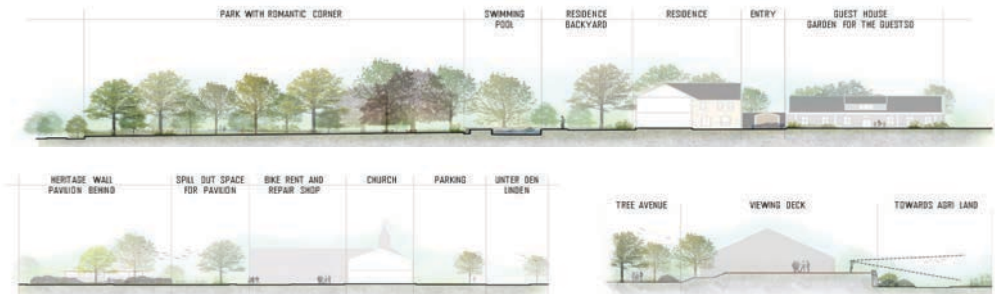 PARK WITH ROMANTIC CORNER
SWIMMING
POOL
RESIDENCE
BACKYARD
RESIDENCE
ENTRY
GUEST HOUSE
GARDEN FOR THE GUESTSO
HERITAGE WALL
PAVILION BEHIND
SPILL OUT SPACE
FOR PAVILION
BIKE RENT AND
REPAIR SHOP
CHURCH
PARKING
UNTER DEN
LINDEN
TREE AVENUE
VIEWING DECK
TOWARDS AGRI LAND